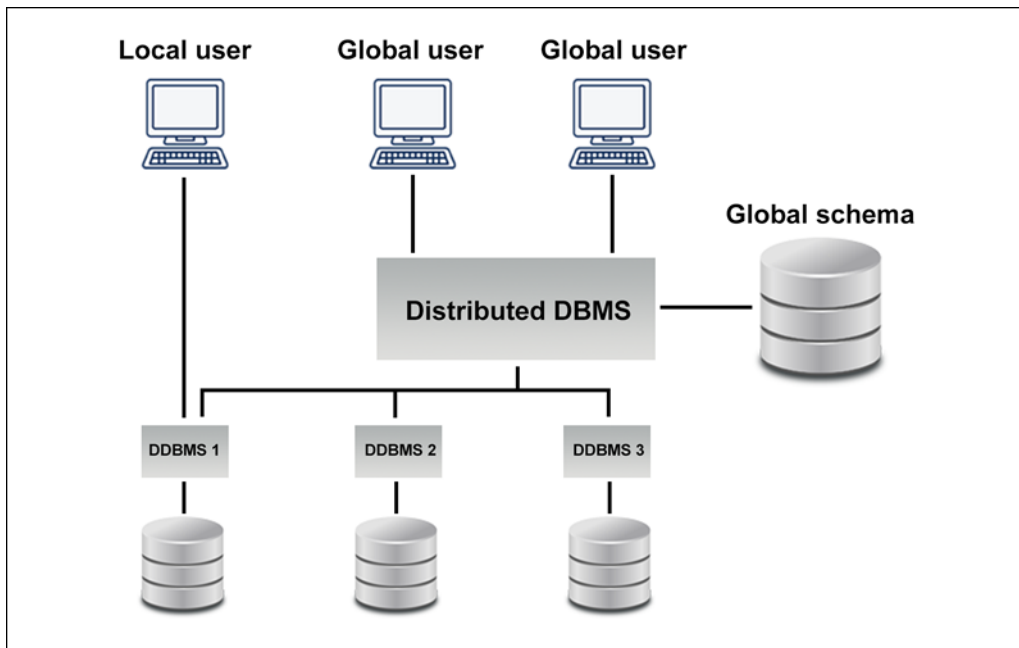 Local user
Global user
Global user
Global schema
Distributed DBMS
DDBMS 1
DDBMS 2
DDBMS 3